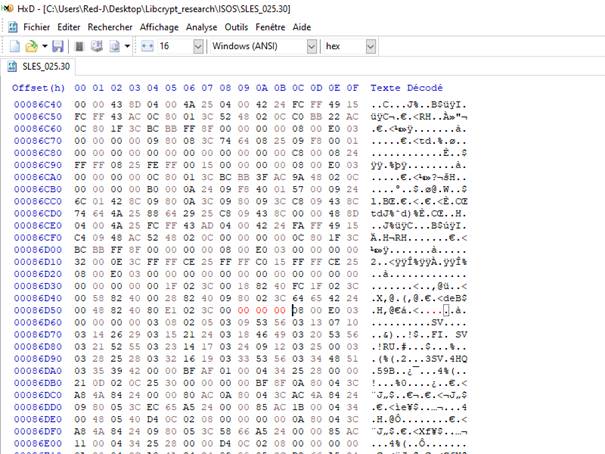 HxD - [C:\Users\Red-J\Desktop\Libcrypt_research\ISOS\SLES_025.30]
Fichier Edition Rechercher Affichage Analyse Outils Fenêtre Aide
16 Windows (ANSI) hex
SLES_025.30
Offset(h) 00 01 02 03 04 05 06 07 08 09 0A 0B 0C 0D 0E 0F Texte Décodé
00086C40 00 00 43 8D 04 00 4A 25 04 00 42 24 FC FF 49 15 ..C...J%..B$üÿI.
00086C50 FC FF 43 AC 0C 80 01 3C 52 48 02 0C C0 BB 22 AC üÿC¬.€.<RH..À»"¬
00086C60 0C 80 1F 3C BC BB FF 8F 00 00 00 00 08 00 E0 03 .€.<¼»ÿ.......à.
00086C70 00 00 00 00 09 80 08 3C 74 64 08 25 09 F8 00 01 .....€.<td.%.ø..
00086C80 00 00 00 00 00 00 00 00 00 00 00 00 C8 00 08 24 ............È..$
00086C90 FF FF 08 25 FE FF 00 15 00 00 00 00 08 00 E0 03 ÿÿ.%þÿ........à.
00086CA0 00 00 00 00 0C 80 01 3C BC BB 3F AC 9A 48 02 0C .....€.<¼»?¬šH..
00086CB0 00 00 00 00 B0 00 0A 24 09 F8 40 01 57 00 09 24 ....°..$.ø@.W..$
00086CC0 6C 01 42 8C 09 80 0A 3C 09 80 09 3C C8 09 43 8C l.BŒ.€.<.€.<È.CŒ
00086CD0 74 64 4A 25 88 64 29 25 C8 09 43 8C 00 00 48 8D tdJ%ˆd)%È.CŒ..H.
00086CE0 04 00 4A 25 FC FF 43 AD 04 00 42 24 FA FF 49 15
00086CF0 C4 09 48 AC 52 48 02 0C 00 00 00 00 0C 80 1F 3C Ä.H¬RH.......€.<
00086D00 BC BB FF 8F 00 00 00 00 08 00 E0 03 00 00 00 00 ¼»ÿ.......à.....
00086D10 32 00 0E 3C FF FF CE 25 FF FF C0 15 FF FF CE 25 2..<ÿÿÎ%ÿÿÀ.ÿÿÎ%
00086D20 08 00 E0 03 00 00 00 00 00 00 00 00 00 00 00 00 ..à.............
00086D30 00 00 00 00 1F 02 3C 00 18 82 40 FC 1F 02 3C
00086D40 00 00 58 82 40 00 28 82 40 09 80 02 3C 64 65 42 24
00086D50 00 48 82 40 80 E1 02 3C 00 00 00 00 08 00 E0 03
00086D60 00 00 00 00 03 08 02 05 03 09 53 56 03 13 07 10
00086D70 03 14 26 29 03 15 21 24 03 18 46 49 03 20 53 56
00086D80 03 21 52 55 03 23 14 17 03 24 09 12 03 25 00 03
00086D90 03 28 25 28 03 32 16 19 03 33 53 56 03 34 48 51
00086DA0 03 35 39 42 00 00 BF AF 01 00 04 34 25 28 00 00
00086DB0 21 0D 02 0C 25 30 00 00 00 00 BF 8F 0A 80 04 3C
00086DC0 A8 4A 84 24 00 00 80 AC 0A 80 04 3C AC 4A 84 24
00086DD0 09 80 05 3C EC 65 A5 24 00 00 85 AC 1B 00 04 34
00086DE0 00 48 05 40 D4 0C 02 08 00 00 00 00 0A 80 04 3C
00086DF0 A8 4A 84 24 09 80 05 3C 58 66 A5 24 00 00 85 AC
00086E00 11 00 04 34 25 28 00 00 D4 0C 02 08 00 00 00 00